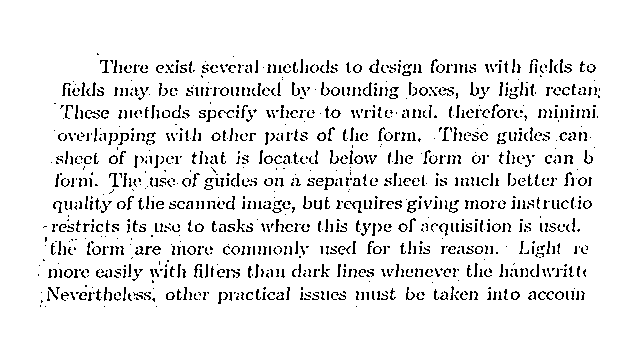 There exist several methods to design forms with fields to
fields may be surrounded by bounding boxes, by light rectan
These methods specify where to write and, therefore, minimi
overlapping with other parts of the form. These guides can
sheet of paper that is located below the form or they can b
form. The use of guides on a separate sheet is much better fro
quality of the scanned image, but requires giving more instructio
restricts its use to tasks where this type of acquisition is used.
the form are more commonly used for this reason. Light re
more easily with filters than dark lines whenever the handwritte
Nevertheless, other practical issues must be taken into accoun